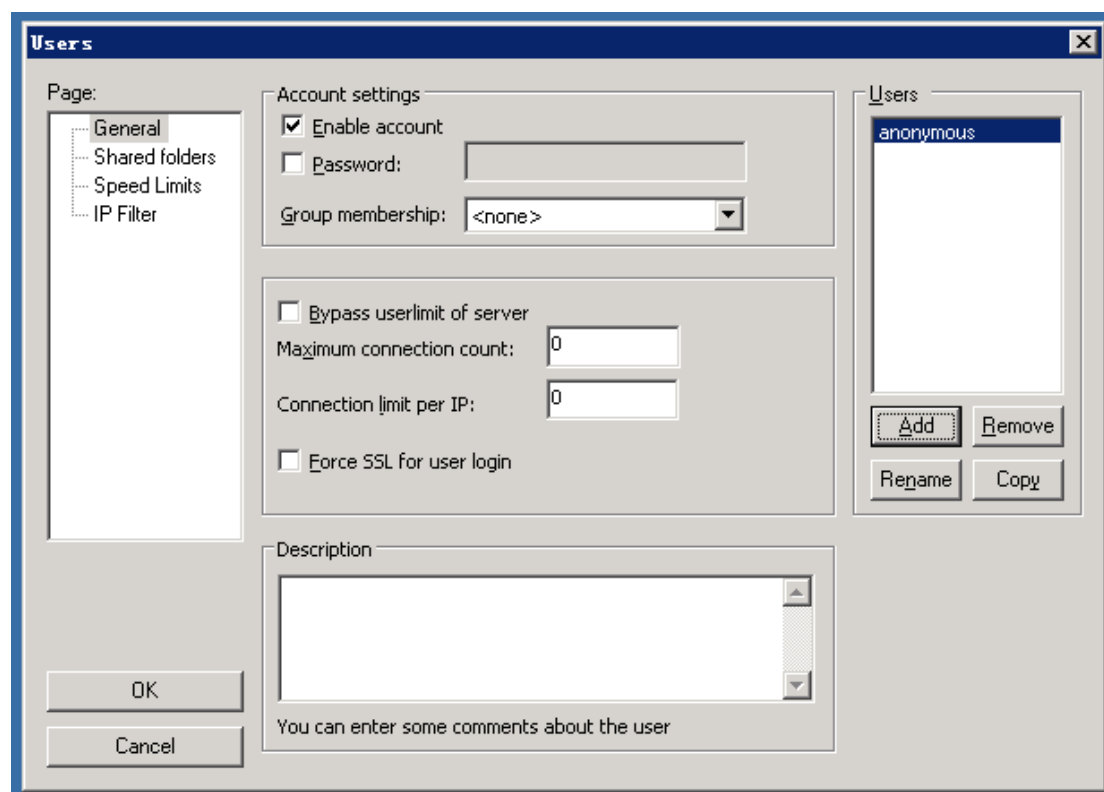 Users
Page:
General
Shared folders
Speed Limits
IP Filter
OK
Cancel
Account settings
Enable account
Password:
Group membership: <none>
Bypass userlimit of server
Maximum connection count: 0
Connection limit per IP: 0
Force SSL for user login
Description
You can enter some comments about the user
Users
anonymous
Add Remove
Rename Copy